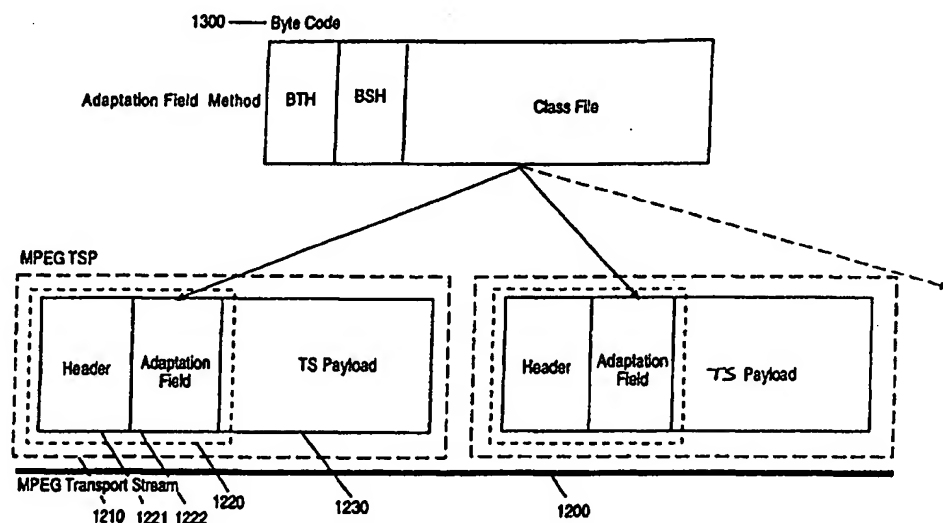 1300 Byte Code
Adaptation Field Method
BTH
BSH
Class File
MPEG TSP
Header
Adaptation
Field
TS Payload
Header
Adaptation
Field
TS Payload
MPEG Transport Stream
1210
1221
1222
1220
1230
1200